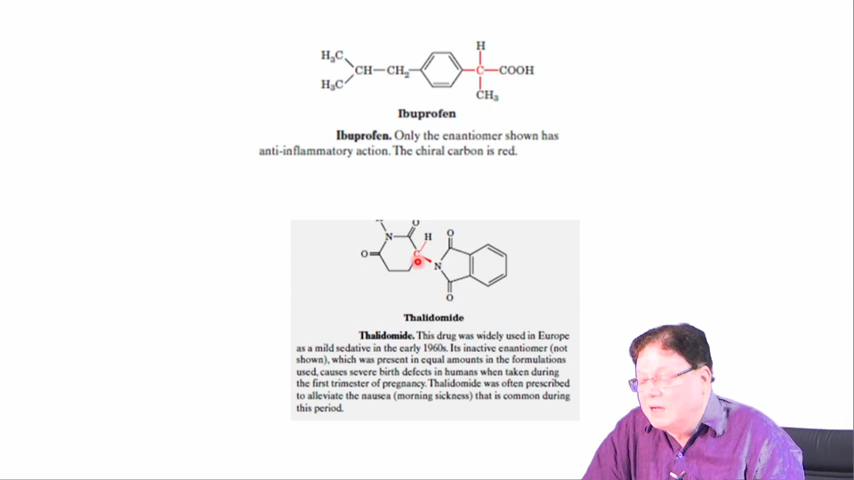 H
H₃C
CH—CH₂
C—COOH
H₃C
CH₃
Ibuprofen
Ibuprofen. Only the enantiomer shown has
anti-inflammatory action. The chiral carbon is red.
O
N
H
O
O
C
N
O
Thalidomide
Thalidomide. This drug was widely used in Europe
as a mild sedative in the early 1960s. Its inactive enantiomer (not
shown), which was present in equal amounts in the formulations
used, causes severe birth defects in humans when taken during
the first trimester of pregnancy. Thalidomide was often prescribed
to alleviate the nausea (morning sickness) that is common during
this period.